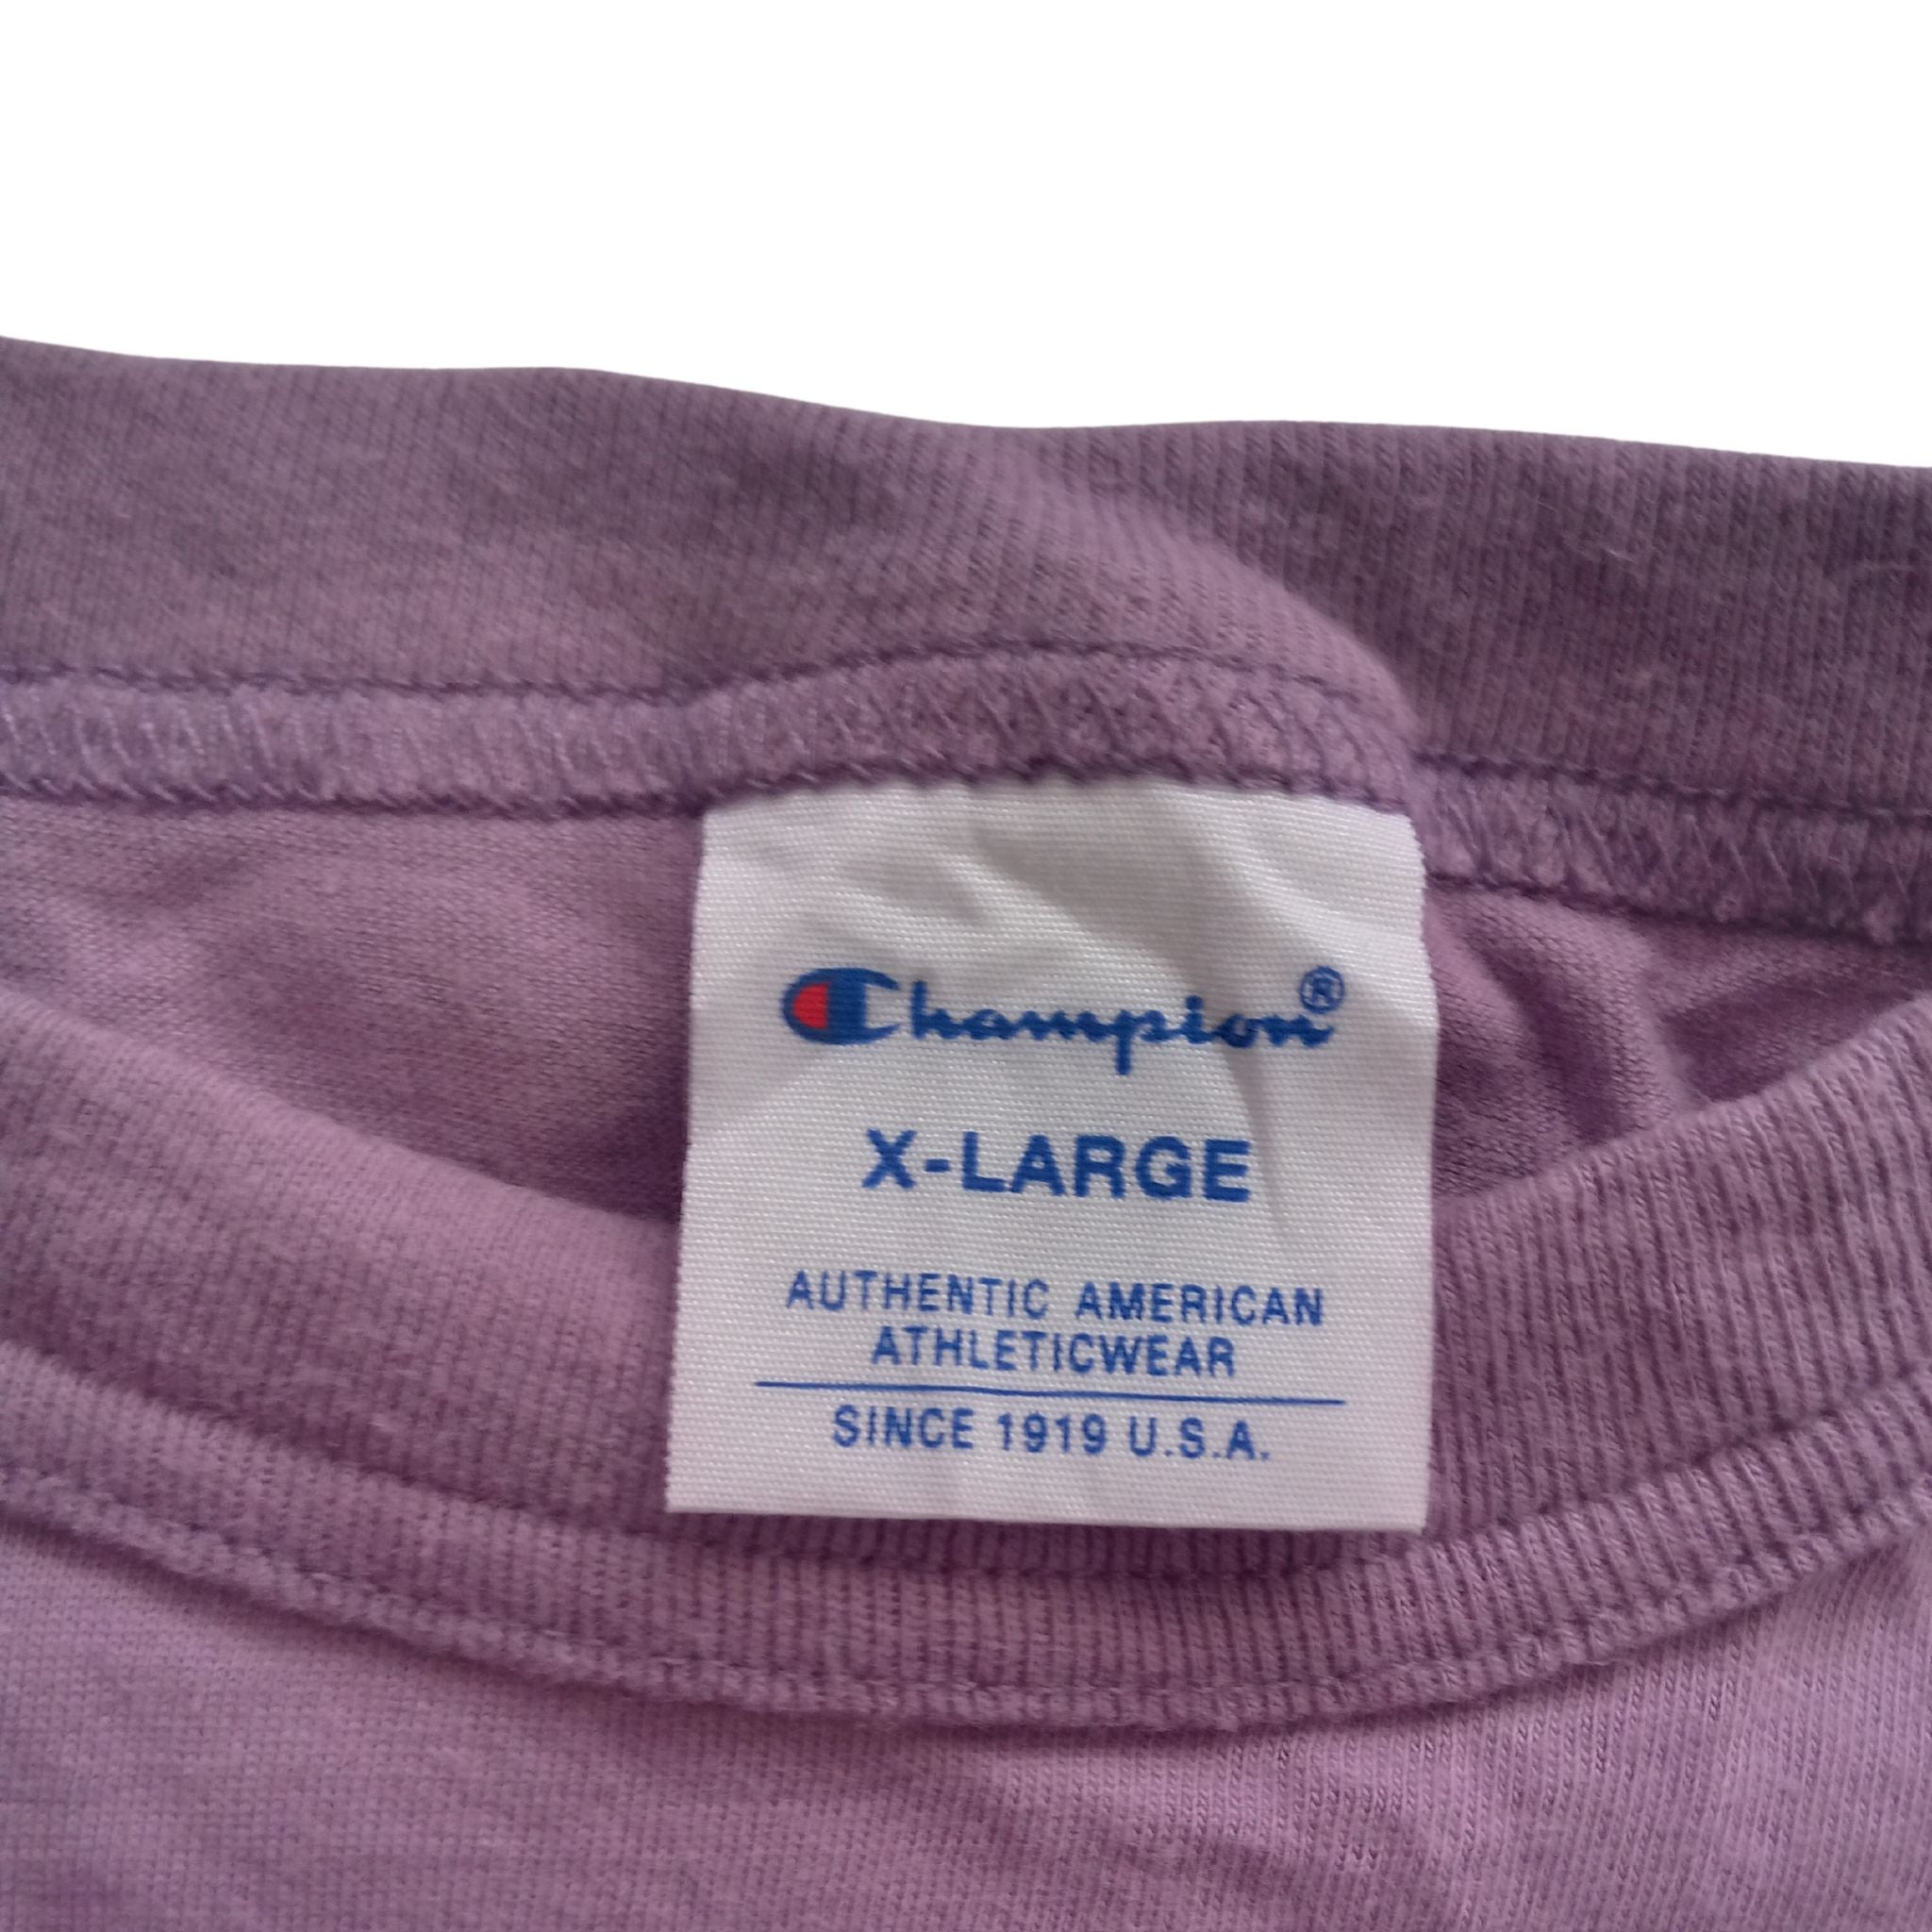 Champion®
X-LARGE
AUTHENTIC AMERICAN
ATHLETICWEAR
SINCE 1919 U.S.A.